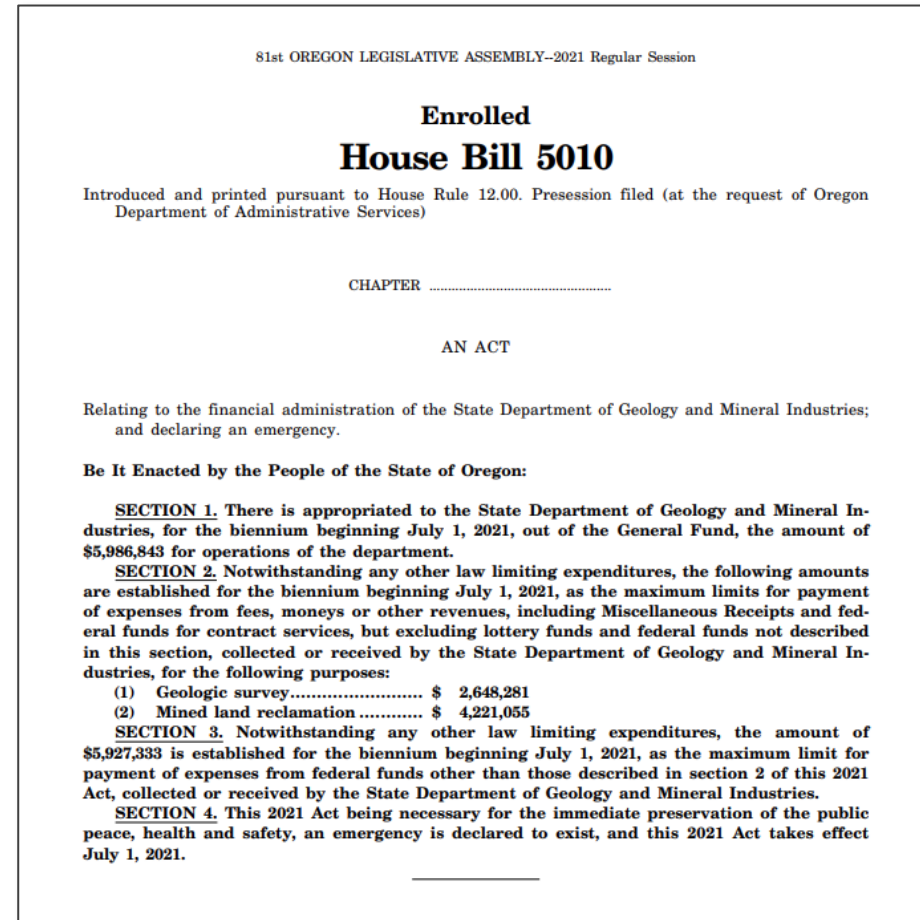 81st OREGON LEGISLATIVE ASSEMBLY--2021 Regular Session
Enrolled
House Bill 5010
Introduced and printed pursuant to House Rule 12.00. Presession filed (at the request of Oregon
Department of Administrative Services)
CHAPTER .................................................
AN ACT
Relating to the financial administration of the State Department of Geology and Mineral Industries;
and declaring an emergency.
Be It Enacted by the People of the State of Oregon:
SECTION 1. There is appropriated to the State Department of Geology and Mineral In-
dustries, for the biennium beginning July 1, 2021, out of the General Fund, the amount of
$5,986,843 for operations of the department.
SECTION 2. Notwithstanding any other law limiting expenditures, the following amounts
are established for the biennium beginning July 1, 2021, as the maximum limits for payment
of expenses from fees, moneys or other revenues, including Miscellaneous Receipts and fed-
eral funds for contract services, but excluding lottery funds and federal funds not described
in this section, collected or received by the State Department of Geology and Mineral In-
dustries, for the following purposes:
(1) Geologic survey......................... $ 2,648,281
(2) Mined land reclamation ............ $ 4,221,055
SECTION 3. Notwithstanding any other law limiting expenditures, the amount of
$5,927,333 is established for the biennium beginning July 1, 2021, as the maximum limit for
payment of expenses from federal funds other than those described in section 2 of this 2021
Act, collected or received by the State Department of Geology and Mineral Industries.
SECTION 4. This 2021 Act being necessary for the immediate preservation of the public
peace, health and safety, an emergency is declared to exist, and this 2021 Act takes effect
July 1, 2021.